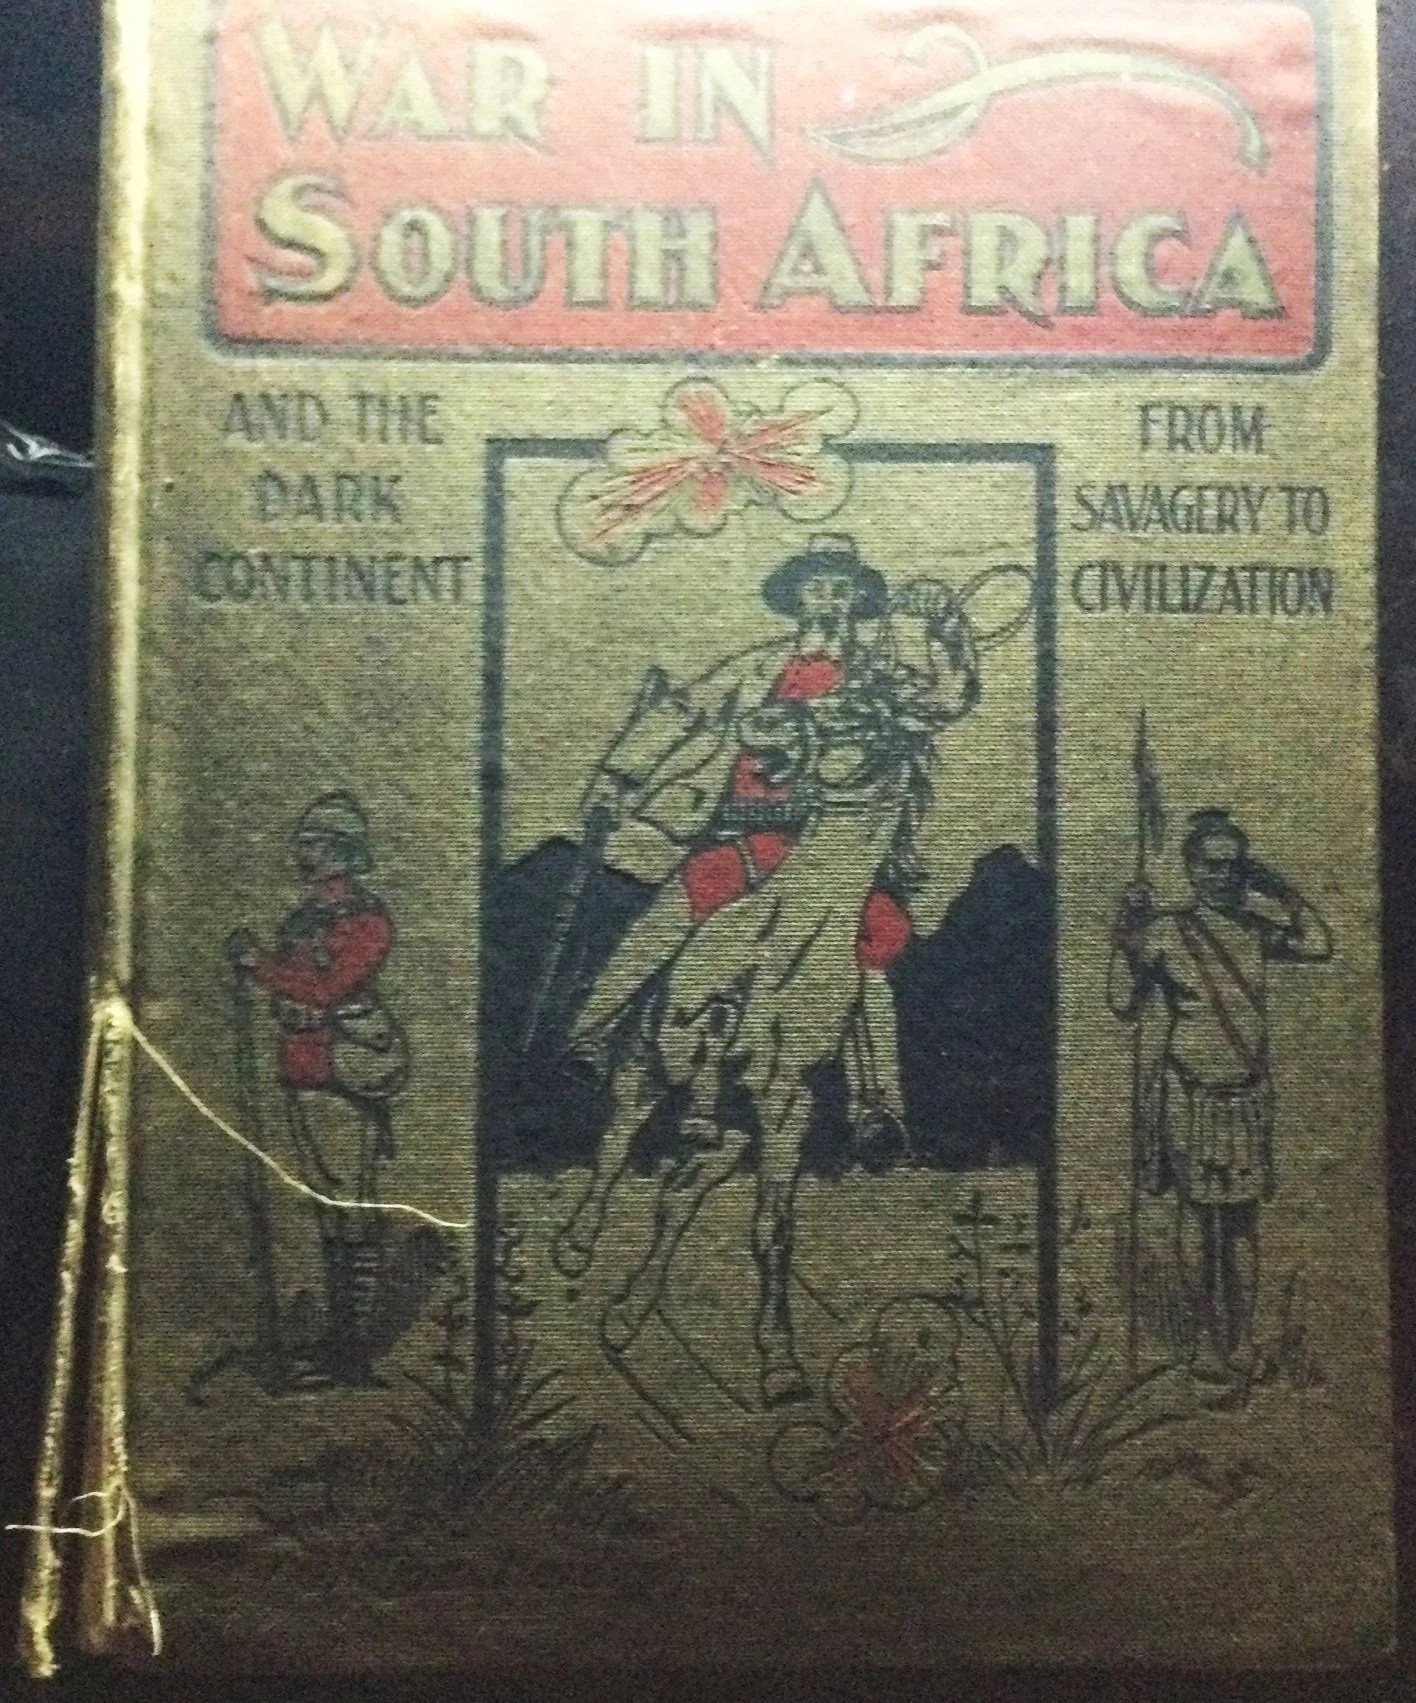 WAR IN
SOUTH AFRICA
AND THE
DARK
CONTINENT
FROM
SAVAGERY TO
CIVILIZATION